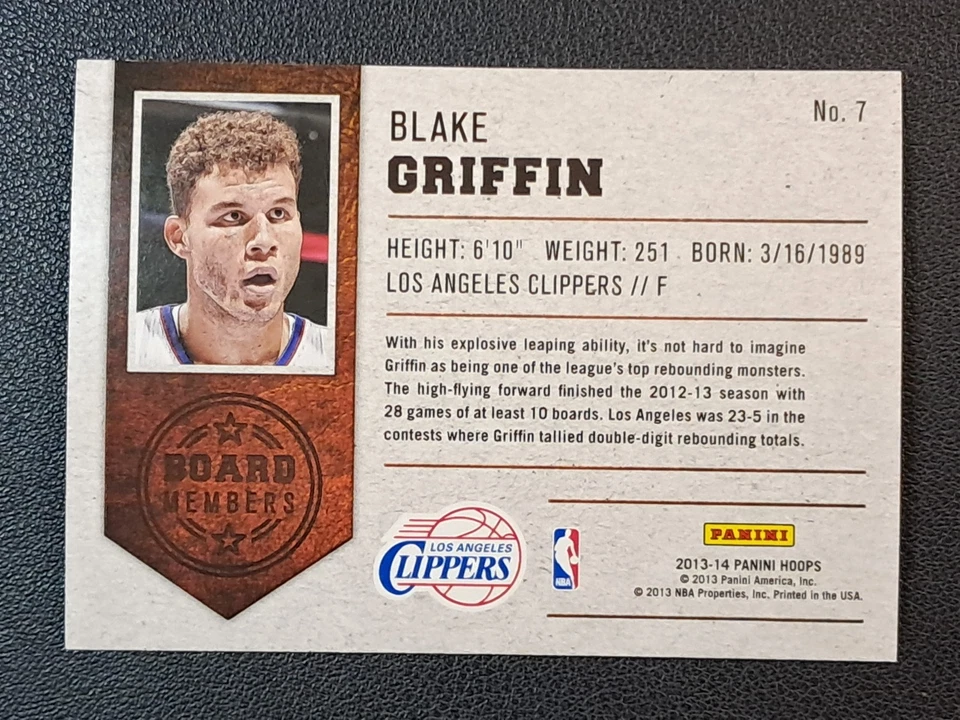 No. 7
BLAKE
GRIFFIN
HEIGHT: 6'10" WEIGHT: 251 BORN: 3/16/1989
LOS ANGELES CLIPPERS // F
With his explosive leaping ability, it's not hard to imagine
Griffin as being one of the league's top rebounding monsters.
The high-flying forward finished the 2012-13 season with
28 games of at least 10 boards. Los Angeles was 23-5 in the
contests where Griffin tallied double-digit rebounding totals.
BOARD
MEMBERS
LOS ANGELES
CLIPPERS
NBA
PANINI
2013-14 PANINI HOOPS
© 2013 Panini America, Inc.
© 2013 NBA Properties, Inc. Printed in the USA.